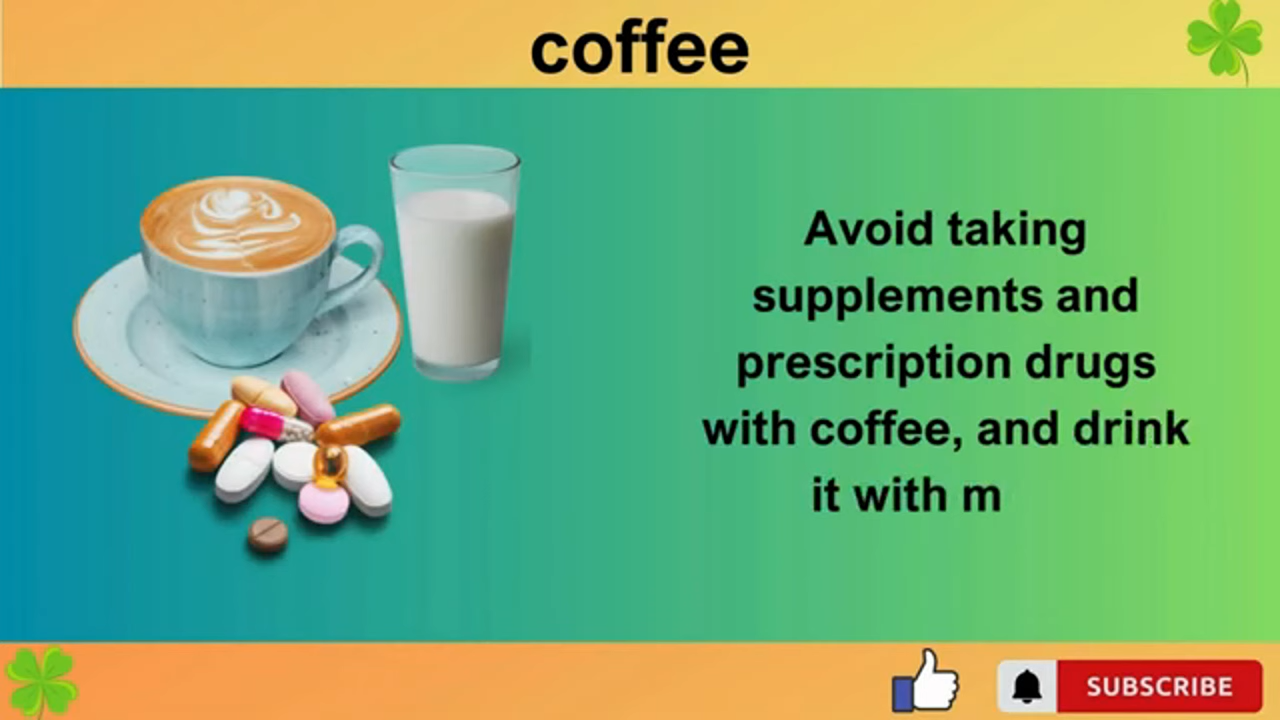 coffee
Avoid taking
supplements and
prescription drugs
with coffee, and drink
it with m
SUBSCRIBE